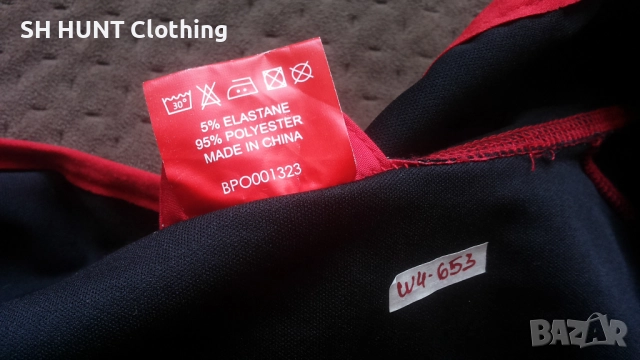 SH HUNT Clothing
30°
5% ELASTANE
95% POLYESTER
MADE IN CHINA
BPO001323
W4-653
BAZAR